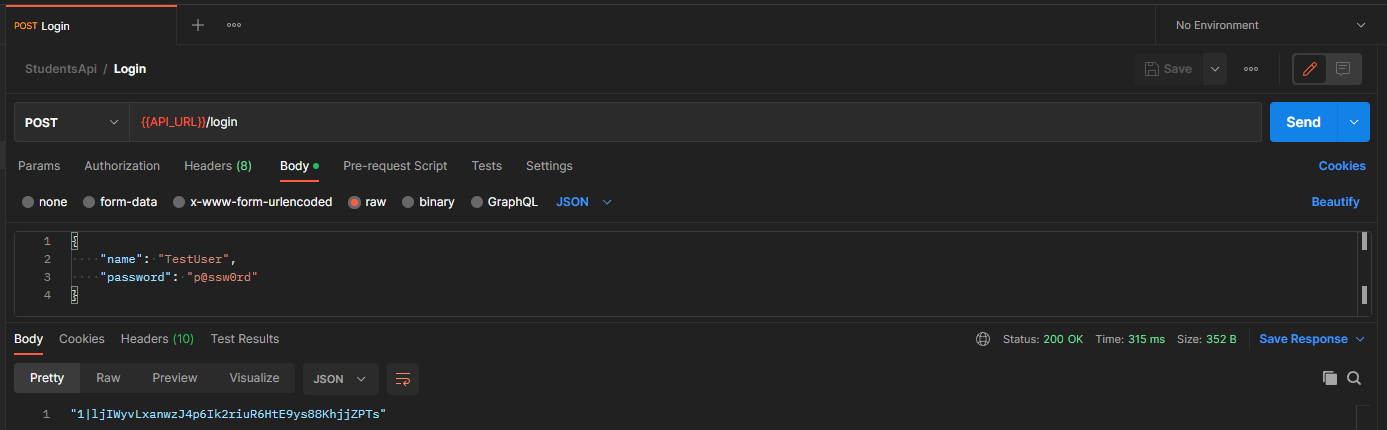 POST Login
No Environment
StudentsApi / Login
Save
POST {{API_URL}}/login Send
Params Authorization Headers (8) Body Pre-request Script Tests Settings Cookies
none form-data x-www-form-urlencoded raw binary GraphQL JSON Beautify
1 {
2 "name": "TestUser",
3 "password": "p@ssw0rd"
4 }
Body Cookies Headers (10) Test Results Status: 200 OK Time: 315 ms Size: 352 B Save Response
Pretty Raw Preview Visualize JSON
1 "1|ljIWyvLxanwzJ4p6Ik2riuR6HtE9ys88KhjjZPTs"